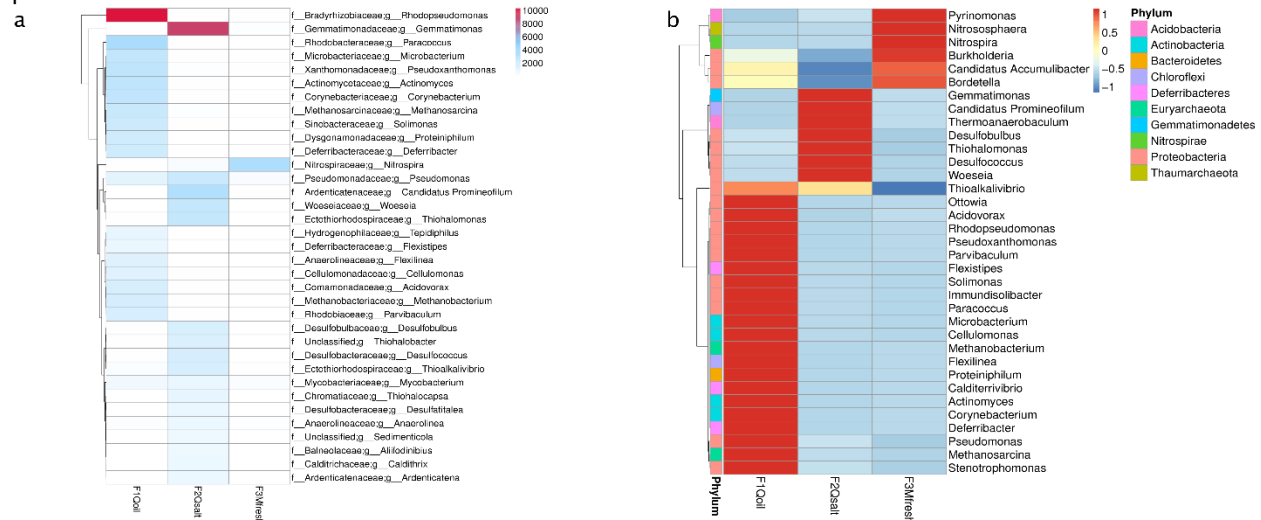 a
10000
8000
6000
4000
2000
f__Bradyrhizobiaceae;g__Rhodopseudomonas
f__Gemmatimonadaceae;g__Gemmatimonas
f__Rhodobacteraceae;g__Paracoccus
f__Microbacteriaceae;g__Microbacterium
f__Xanthomonadaceae;g__Pseudoxanthomonas
f__Actinomycetaceae;g__Actinomyces
f__Corynebacteriaceae;g__Corynebacterium
f__Methanosarcinaceae;g__Methanosarcina
f__Sinobacteraceae;g__Solimonas
f__Dysgonamonadaceae;g__Proteiniphilum
f__Deferribacteraceae;g__Deferribacter
f__Nitrospiraceae;g__Nitrospira
f__Pseudomonadaceae;g__Pseudomonas
f__Ardenticatenaceae;g__Candidatus Promineofilum
f__Woeseiaceae;g__Woeseia
f__Ectothiorhodospiraceae;g__Thiohalomonas
f__Hydrogenophilaceae;g__Tepidiphilus
f__Deferribacteraceae;g__Flexistipes
f__Anaerolineaceae;g__Flexilinea
f__Cellulomonadaceae;g__Cellulomonas
f__Comamonadaceae;g__Acidovorax
f__Methanobacteriaceae;g__Methanobacterium
f__Rhodobiaceae;g__Parvibaculum
f__Desulfobulbaceae;g__Desulfobulbus
f__Unclassified;g__Thiohalobacter
f__Desulfobacteraceae;g__Desulfococcus
f__Ectothiorhodospiraceae;g__Thioalkalivibrio
f__Mycobacteriaceae;g__Mycobacterium
f__Chromatiaceae;g__Thiohalocapsa
f__Desulfobacteraceae;g__Desulfatitalea
f__Anaerolineaceae;g__Anaerolinea
f__Unclassified;g__Sedimenticola
f__Balneolaceae;g__Aliifodinibius
f__Calditrichaceae;g__Caldithrix
f__Ardenticatenaceae;g__Ardenticatena
F1Qoil
F2Qsalt
F3Mfresh
b
Pyrinomonas
Nitrososphaera
Nitrospira
Burkholderia
Candidatus Accumulibacter
Bordetella
Gemmatimonas
Candidatus Promineofilum
Thermoanaerobaculum
Desulfobulbus
Thiohalomonas
Desulfococcus
Woeseia
Thioalkalivibrio
Ottowia
Acidovorax
Rhodopseudomonas
Pseudoxanthomonas
Parvibaculum
Flexistipes
Solimonas
Immundisolibacter
Paracoccus
Microbacterium
Cellulomonas
Methanobacterium
Flexilinea
Proteiniphilum
Calditerrivibrio
Actinomyces
Corynebacterium
Deferribacter
Pseudomonas
Methanosarcina
Stenotrophomonas
Phylum
F1Qoil
F2Qsalt
F3Mfresh
1
0.5
0
−0.5
−1
Phylum
Acidobacteria
Actinobacteria
Bacteroidetes
Chloroflexi
Deferribacteres
Euryarchaeota
Gemmatimonadetes
Nitrospirae
Proteobacteria
Thaumarchaeota